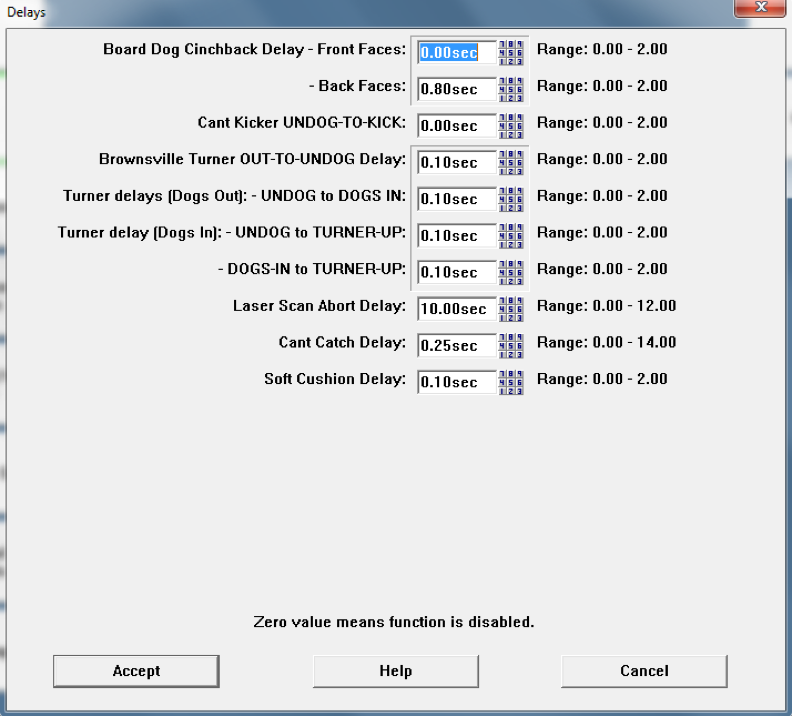 Delays
Board Dog Cinchback Delay - Front Faces: 0.00sec Range: 0.00 - 2.00
- Back Faces: 0.80sec Range: 0.00 - 2.00
Cant Kicker UNDOG-TO-KICK: 0.00sec Range: 0.00 - 2.00
Brownsville Turner OUT-TO-UNDOG Delay: 0.10sec Range: 0.00 - 2.00
Turner delays (Dogs Out): - UNDOG to DOGS IN: 0.10sec Range: 0.00 - 2.00
Turner delay (Dogs In): - UNDOG to TURNER-UP: 0.10sec Range: 0.00 - 2.00
- DOGS-IN to TURNER-UP: 0.10sec Range: 0.00 - 2.00
Laser Scan Abort Delay: 10.00sec Range: 0.00 - 12.00
Cant Catch Delay: 0.25sec Range: 0.00 - 14.00
Soft Cushion Delay: 0.10sec Range: 0.00 - 2.00
Zero value means function is disabled.
Accept Help Cancel